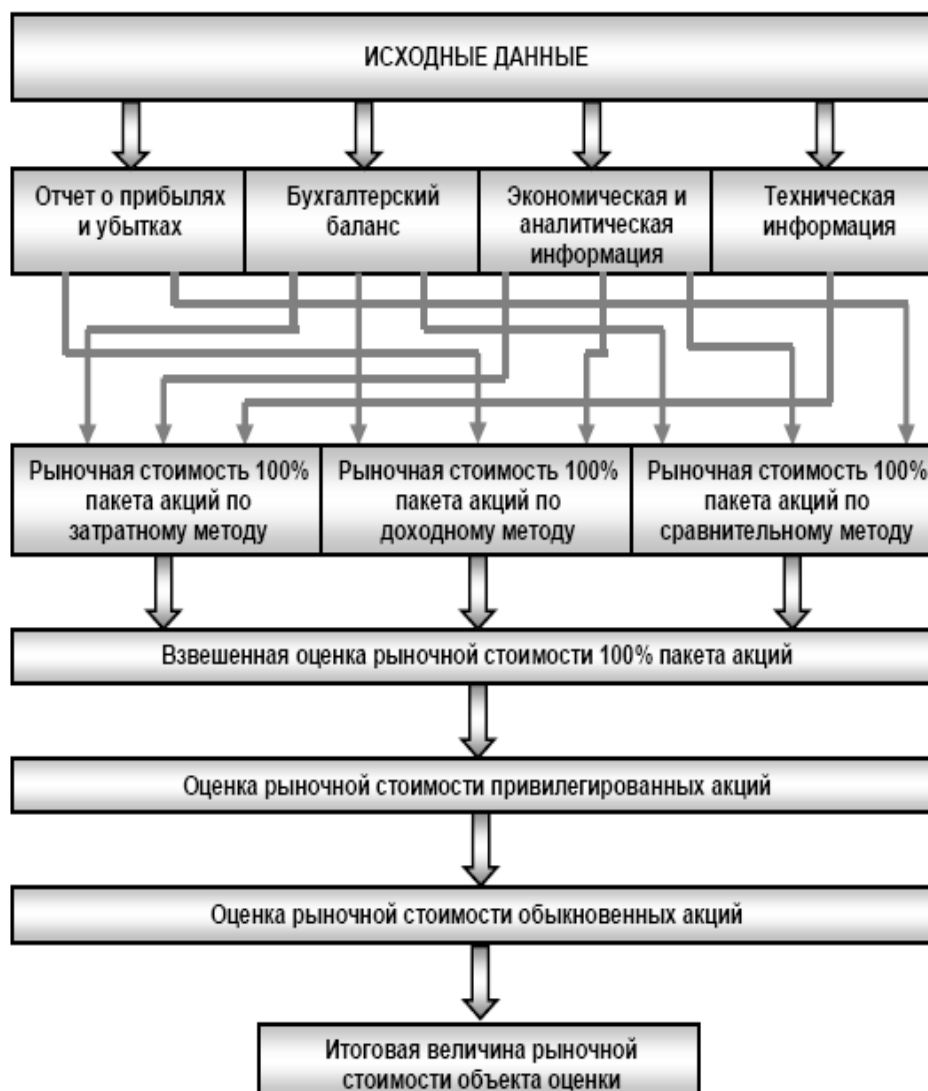 ИСХОДНЫЕ ДАННЫЕ
Отчет о прибылях
и убытках
Бухгалтерский
баланс
Экономическая и
аналитическая
информация
Техническая
информация
Рыночная стоимость 100%
пакета акций по
затратному методу
Рыночная стоимость 100%
пакета акций по
доходному методу
Рыночная стоимость 100%
пакета акций по
сравнительному методу
Взвешенная оценка рыночной стоимости 100% пакета акций
Оценка рыночной стоимости привилегированных акций
Оценка рыночной стоимости обыкновенных акций
Итоговая величина рыночной
стоимости объекта оценки